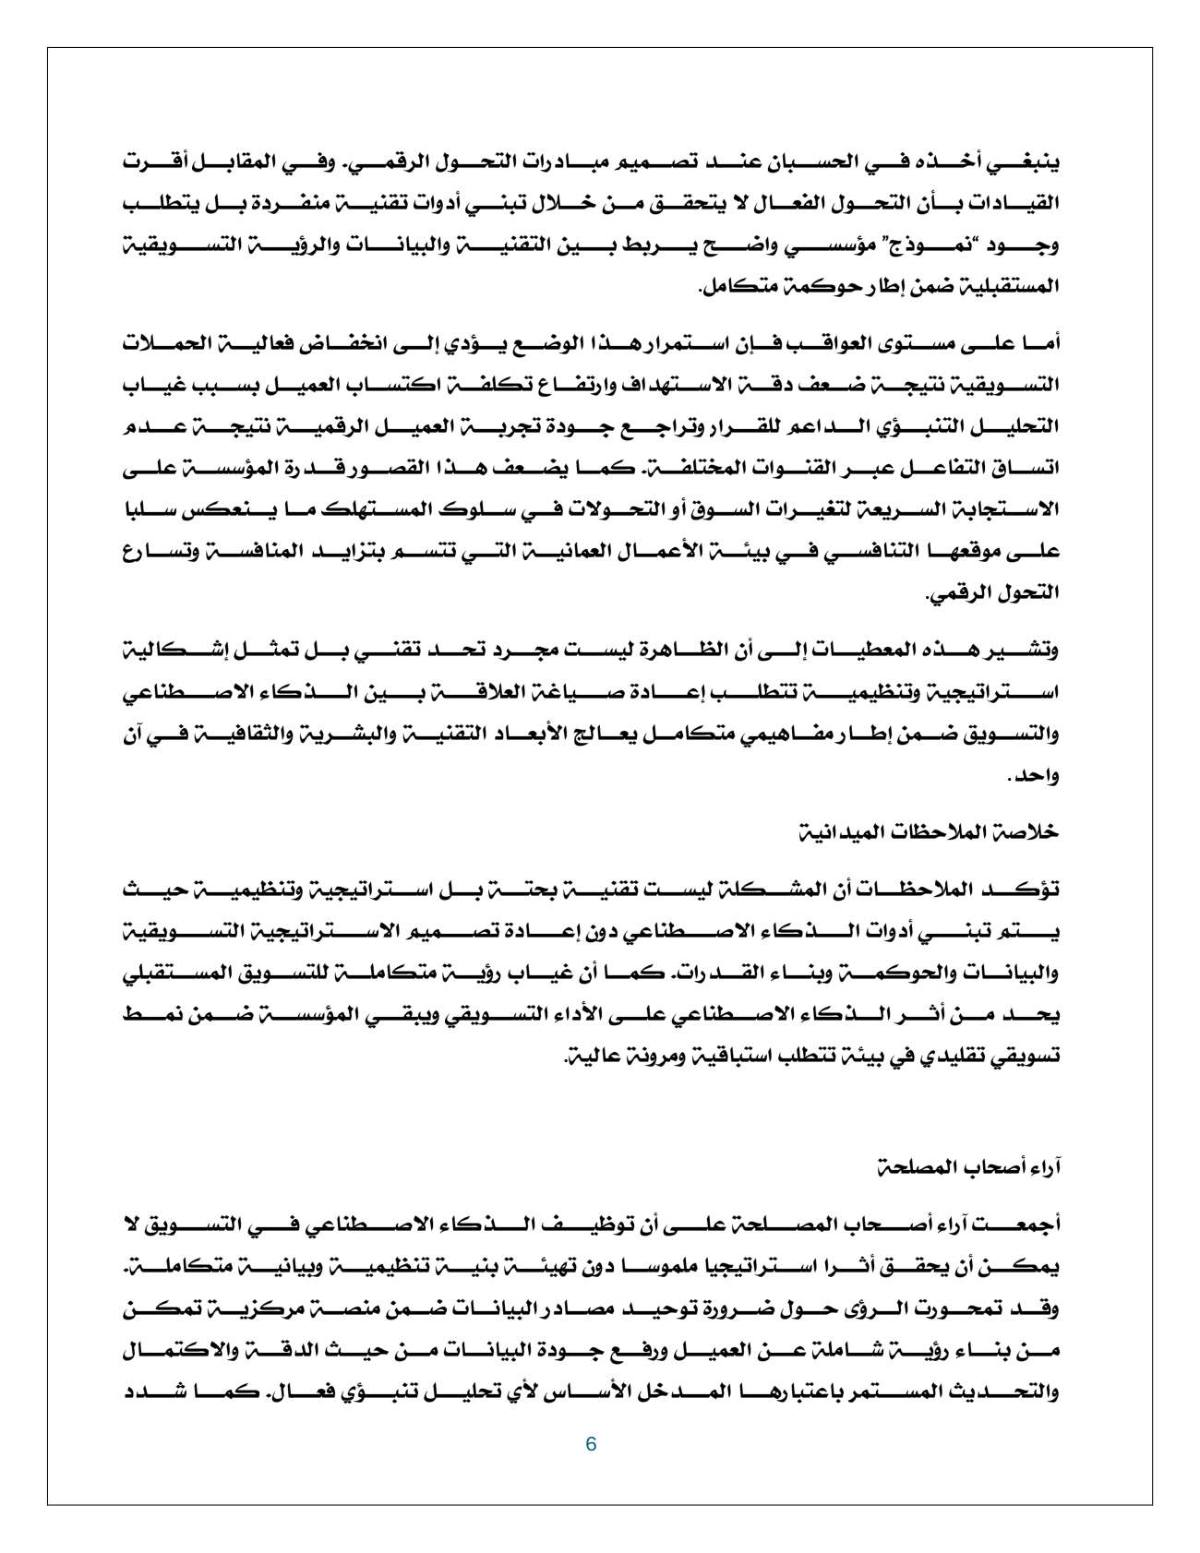 ينبغي أخذه في الحسبان عند تصميم مبادرات التحول الرقمي. وفي المقابل أقرت
القيادات بأن التحول الفعال لا يتحقق من خلال تبني أدوات تقنية منفردة بل يتطلب
وجود “نموذج” مؤسسي واضح يربط بين التقنية والبيانات والرؤية التسويقية
المستقبلية ضمن إطار حوكمة متكامل.
أما على مستوى العواقب فإن استمرار هذا الوضع يؤدي إلى انخفاض فعالية الحملات
التسويقية نتيجة ضعف دقة الاستهداف وارتفاع تكلفة اكتساب العميل بسبب غياب
التحليل التنبؤي الداعم للقرار وتراجع جودة تجربة العميل الرقمية نتيجة عدم
اتساق التفاعل عبر القنوات المختلفة. كما يضعف هذا القصور قدرة المؤسسة على
الاستجابة السريعة لتغيرات السوق أو التحولات في سلوك المستهلك ما ينعكس سلبا
على موقعها التنافسي في بيئة الأعمال العمانية التي تتسم بتزايد المنافسة وتسارع
التحول الرقمي.
وتشير هذه المعطيات إلى أن الظاهرة ليست مجرد تحد تقني بل تمثل إشكالية
استراتيجية وتنظيمية تتطلب إعادة صياغة العلاقة بين الذكاء الاصطناعي
والتسويق ضمن إطار مفاهيمي متكامل يعالج الأبعاد التقنية والبشرية والثقافية في آن
واحد.
خلاصة الملاحظات الميدانية
تؤكد الملاحظات أن المشكلة ليست تقنية بحتة بل استراتيجية وتنظيمية حيث
يتم تبني أدوات الذكاء الاصطناعي دون إعادة تصميم الاستراتيجية التسويقية
والبيانات والحوكمة وبناء القدرات. كما أن غياب رؤية متكاملة للتسويق المستقبلي
يحد من أثر الذكاء الاصطناعي على الأداء التسويقي ويبقي المؤسسة ضمن نمط
تسويقي تقليدي في بيئة تتطلب استباقية ومرونة عالية.
آراء أصحاب المصلحة
أجمعت آراء أصحاب المصلحة على أن توظيف الذكاء الاصطناعي في التسويق لا
يمكن أن يحقق أثرا استراتيجيا ملموسا دون تهيئة بنية تنظيمية وبيانية متكاملة.
وقد تمحورت الرؤى حول ضرورة توحيد مصادر البيانات ضمن منصة مركزية تمكن
من بناء رؤية شاملة عن العميل ورفع جودة البيانات من حيث الدقة والاكتمال
والتحديث المستمر باعتبارها المدخل الأساس لأي تحليل تنبؤي فعال. كما شدد
6